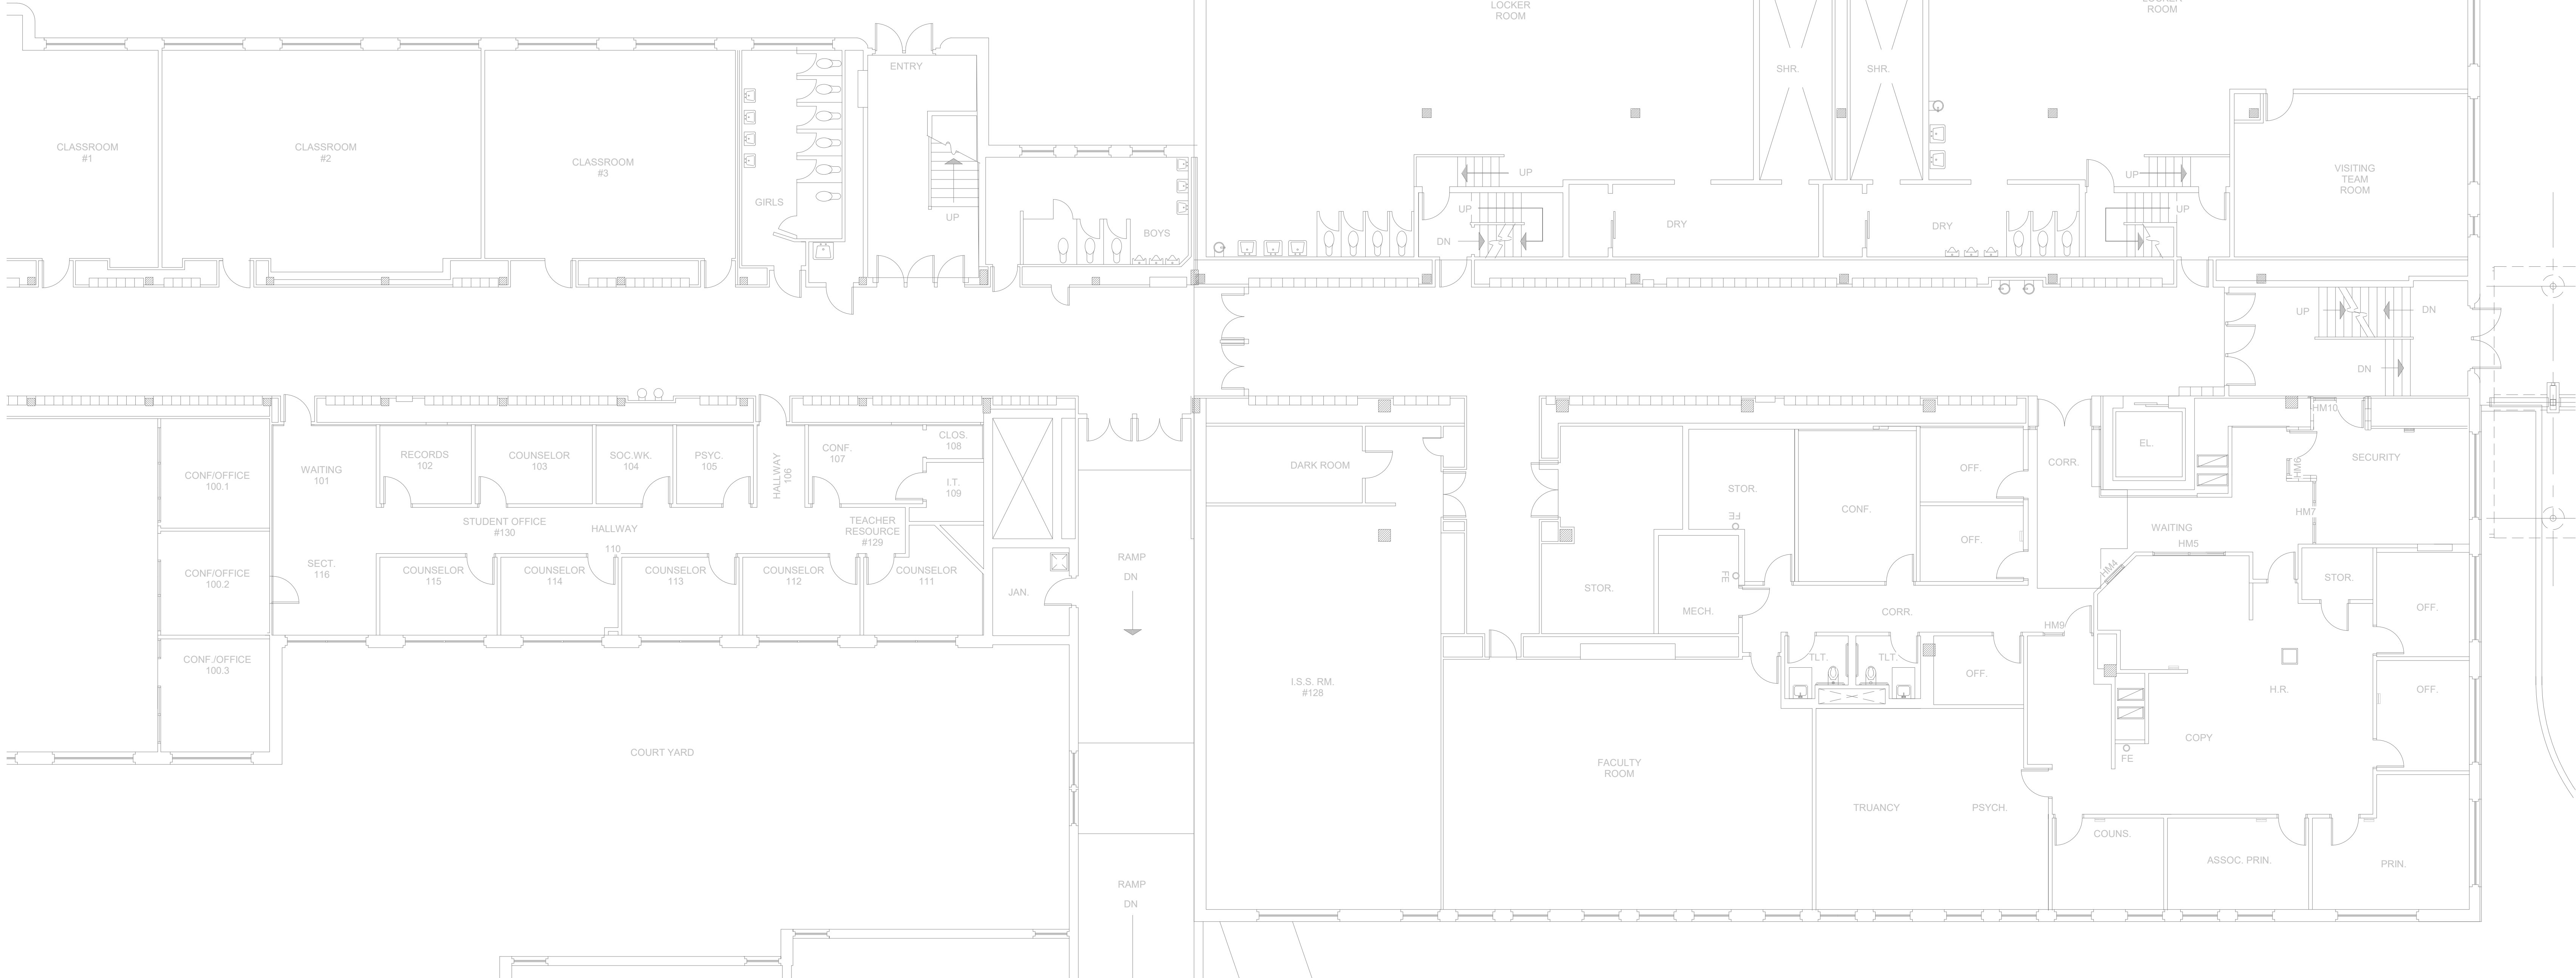 LOCKER
ROOM
LOCKER
ROOM
ENTRY
SHR.
SHR.
CLASSROOM
#1
CLASSROOM
#2
CLASSROOM
#3
GIRLS
UP
BOYS
UP
UP
DN
DRY
DRY
UP
UP
VISITING
TEAM
ROOM
UP
DN
DN
CONF/OFFICE
100.1
CONF/OFFICE
100.2
CONF./OFFICE
100.3
WAITING
101
RECORDS
102
COUNSELOR
103
SOC.WK.
104
PSYC.
105
HALLWAY
106
CONF.
107
CLOS.
108
I.T.
109
STUDENT OFFICE
#130
HALLWAY
110
TEACHER
RESOURCE
#129
SECT.
116
COUNSELOR
115
COUNSELOR
114
COUNSELOR
113
COUNSELOR
112
COUNSELOR
111
JAN.
RAMP
DN
COURT YARD
RAMP
DN
DARK ROOM
I.S.S. RM.
#128
STOR.
FE
STOR.
FE
MECH.
CONF.
OFF.
OFF.
CORR.
EL.
HM10
HM6
SECURITY
HM7
WAITING
HM5
HM4
CORR.
HM9
TLT.
TLT.
OFF.
STOR.
OFF.
OFF.
H.R.
COPY
FE
FACULTY
ROOM
TRUANCY
PSYCH.
COUNS.
ASSOC. PRIN.
PRIN.